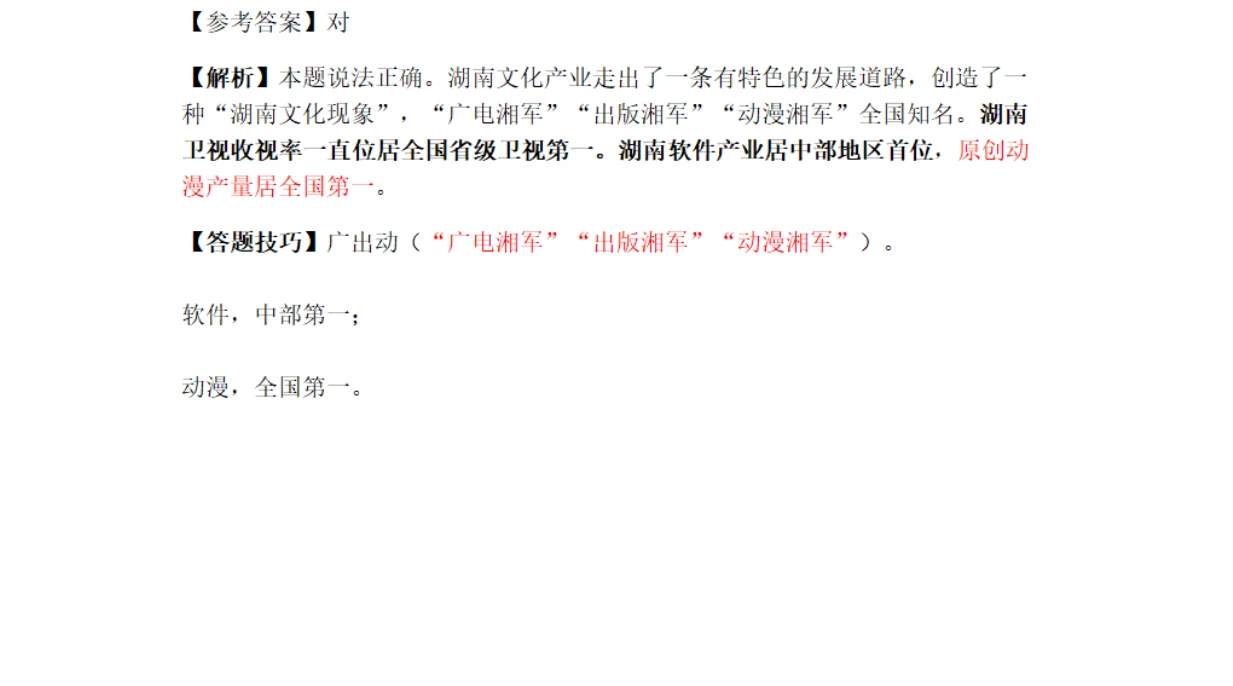 【参考答案】对
【解析】本题说法正确。湖南文化产业走出了一条有特色的发展道路，创造了一
种“湖南文化现象”，“广电湘军”“出版湘军”“动漫湘军”全国知名。湖南
卫视收视率一直位居全国省级卫视第一。湖南软件产业居中部地区首位，原创动
漫产量居全国第一。
【答题技巧】广出动（“广电湘军”“出版湘军”“动漫湘军”）。
软件，中部第一；
动漫，全国第一。